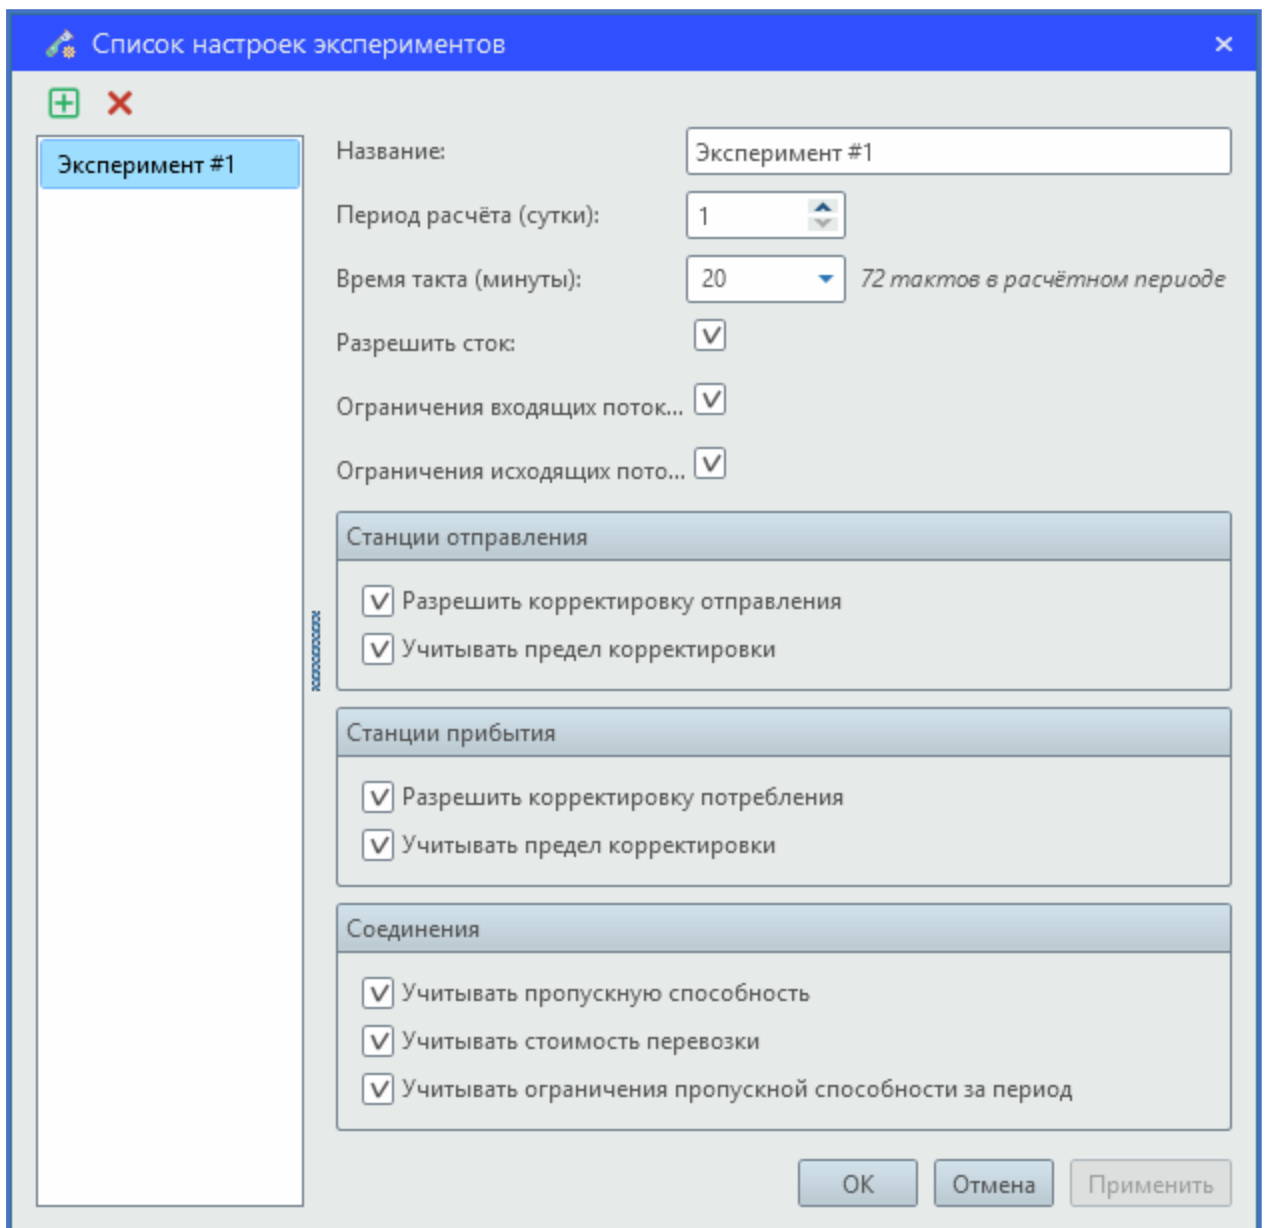 Список настроек экспериментов
Эксперимент #1
Название:
Эксперимент #1
Период расчёта (сутки):
1
Время такта (минуты):
20
72 тактов в расчётном периоде
Разрешить сток:
Ограничения входящих поток...
Ограничения исходящих пото...
Станции отправления
Разрешить корректировку отправления
Учитывать предел корректировки
Станции прибытия
Разрешить корректировку потребления
Учитывать предел корректировки
Соединения
Учитывать пропускную способность
Учитывать стоимость перевозки
Учитывать ограничения пропускной способности за период
ОК
Отмена
Применить